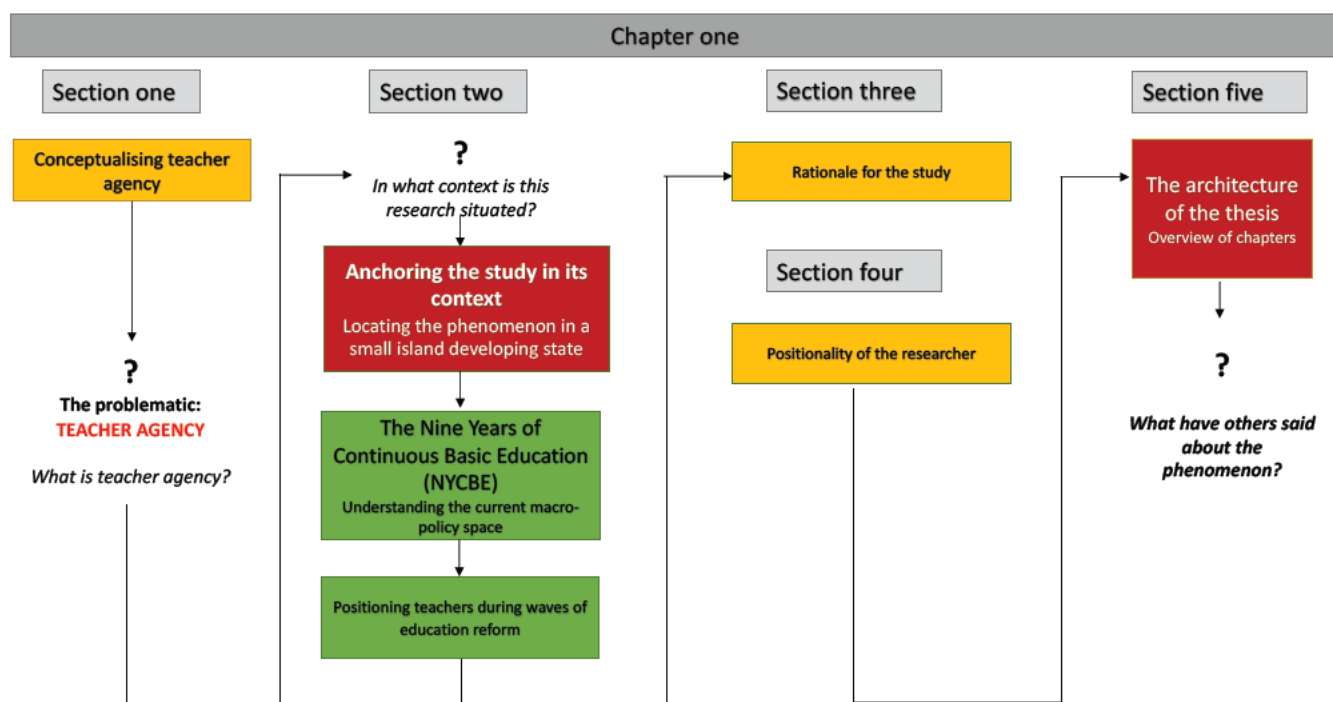 Chapter one
Section one
Conceptualising teacher
agency
?
The problematic:
TEACHER AGENCY
What is teacher agency?
Section two
?
In what context is this
research situated?
Anchoring the study in its
context
Locating the phenomenon in a
small island developing state
The Nine Years of
Continuous Basic Education
(NYCBE)
Understanding the current macro-
policy space
Positioning teachers during waves of
education reform
Section three
Rationale for the study
Section four
Positionality of the researcher
Section five
The architecture
of the thesis
Overview of chapters
?
What have others said
about the
phenomenon?